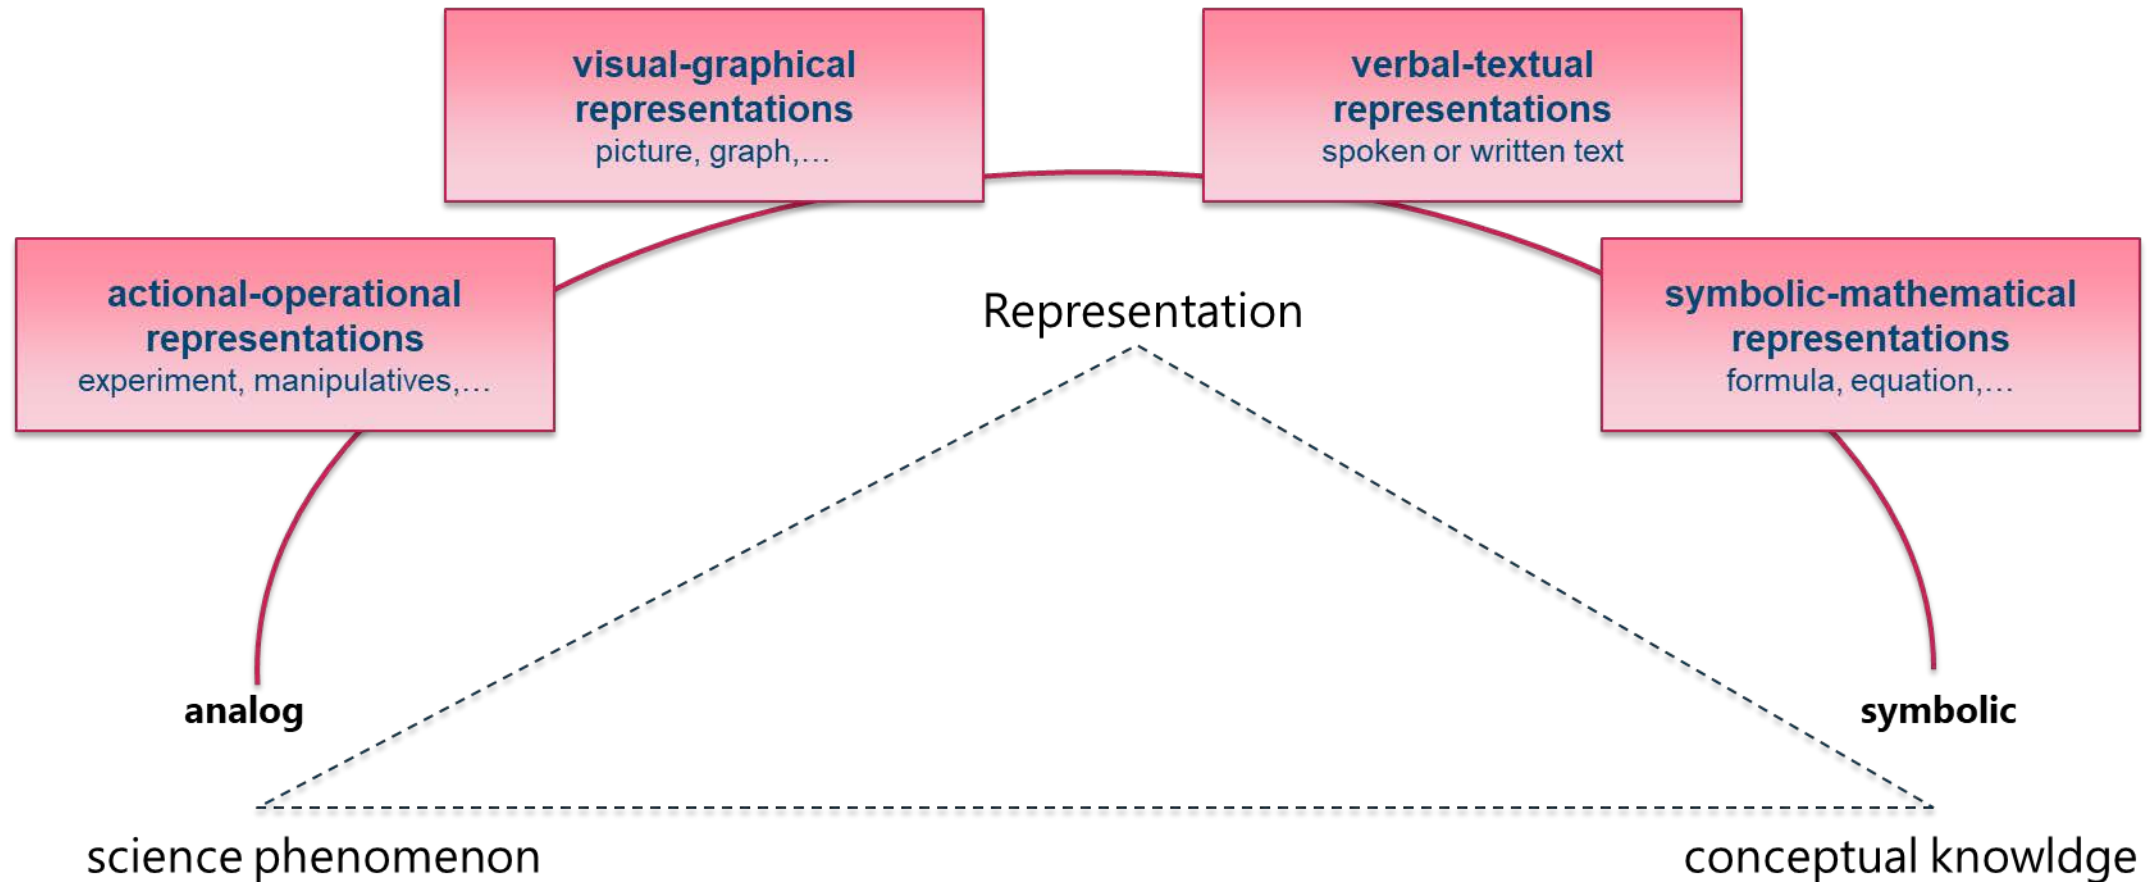 visual-graphical
representations
picture, graph,…
verbal-textual
representations
spoken or written text
actional-operational
representations
experiment, manipulatives,…
symbolic-mathematical
representations
formula, equation,…
Representation
analog
symbolic
science phenomenon
conceptual knowldge